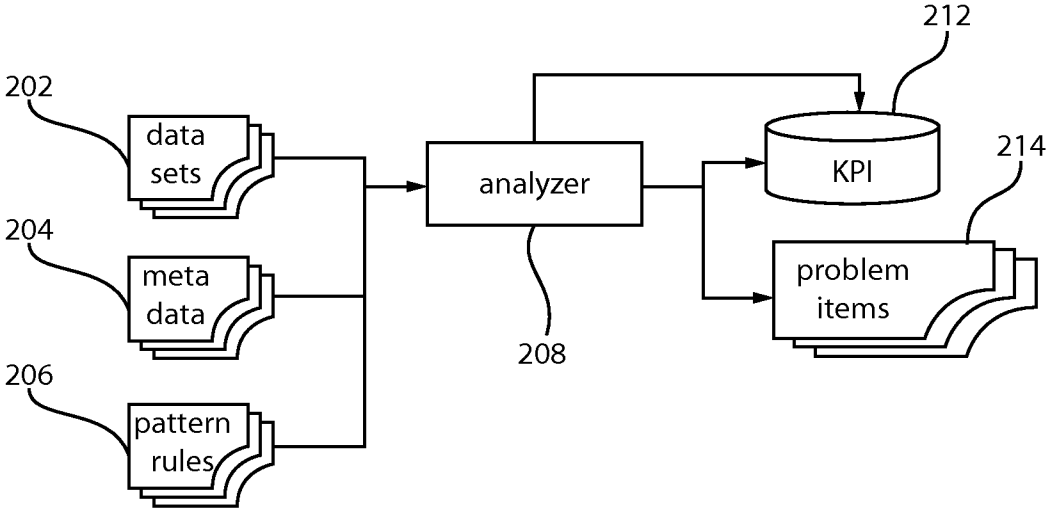 212
202
data
sets
214
analyzer
KPI
204
meta
data
problem
items
208
206
pattern
rules